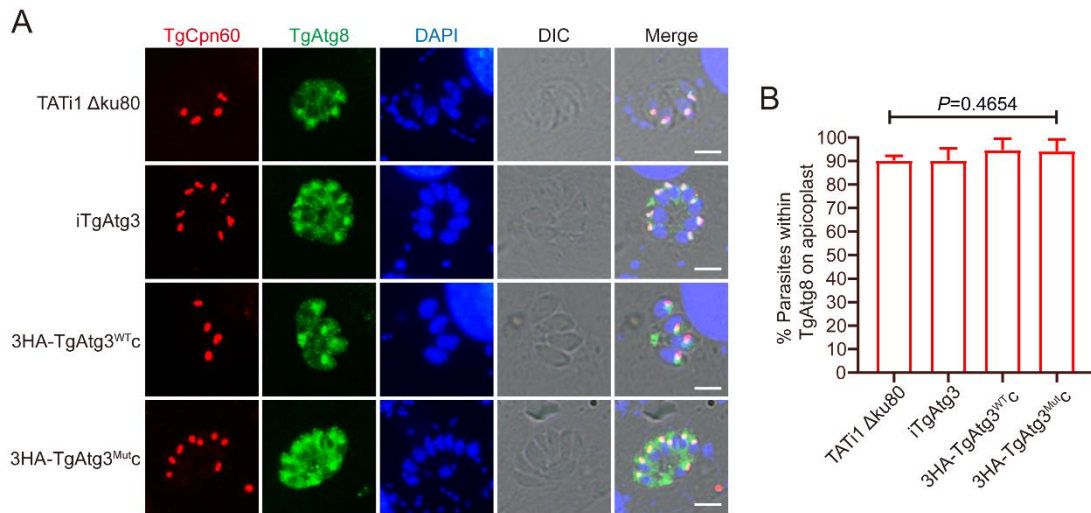 A
TgCpn60 TgAtg8 DAPI DIC Merge
TATi1 Δku80
iTgAtg3
3HA-TgAtg3ᵂᵀc
3HA-TgAtg3ᴹᵘᵗc
B
P=0.4654
% Parasites within
TgAtg8 on apicoplast
100
90
80
70
60
50
40
30
20
10
0
TATi1 Δku80
iTgAtg3
3HA-TgAtg3ᵂᵀc
3HA-TgAtg3ᴹᵘᵗc